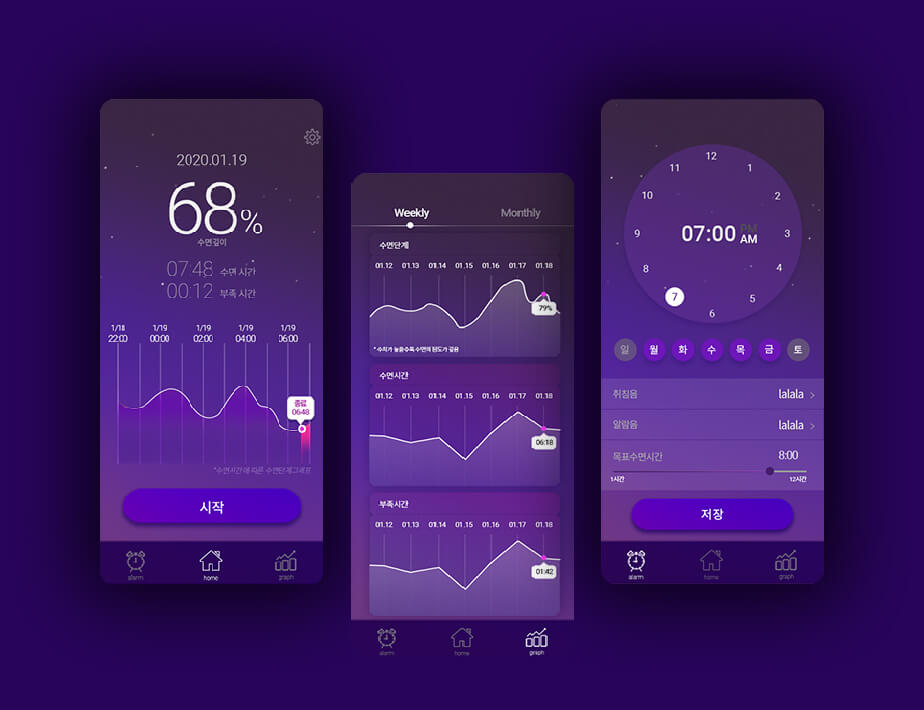 2020.01.19
68%
수면깊이
07:48 수면 시간
00:12 부족 시간
1/18 1/19 1/19 1/19 1/19
22:00 00:00 02:00 04:00 06:00
종료
06:48
*수면시간에 따른 수면단계그래프
시작
alarm home graph
Weekly Monthly
수면단계
01.12 01.13 01.14 01.15 01.16 01.17 01.18
79%
* 수치가 높을수록 수면의 된도가 같음
수면시간
01.12 01.13 01.14 01.15 01.16 01.17 01.18
06:18
부족시간
01.12 01.13 01.14 01.15 01.16 01.17 01.18
01:42
alarm home graph
12
11 1
10 2
9 07:00 PM AM 3
8 4
7 5
6
일 월 화 수 목 금 토
취침음 lalala >
알람음 lalala >
목표수면시간 8:00
1시간 12시간
저장
alarm home graph